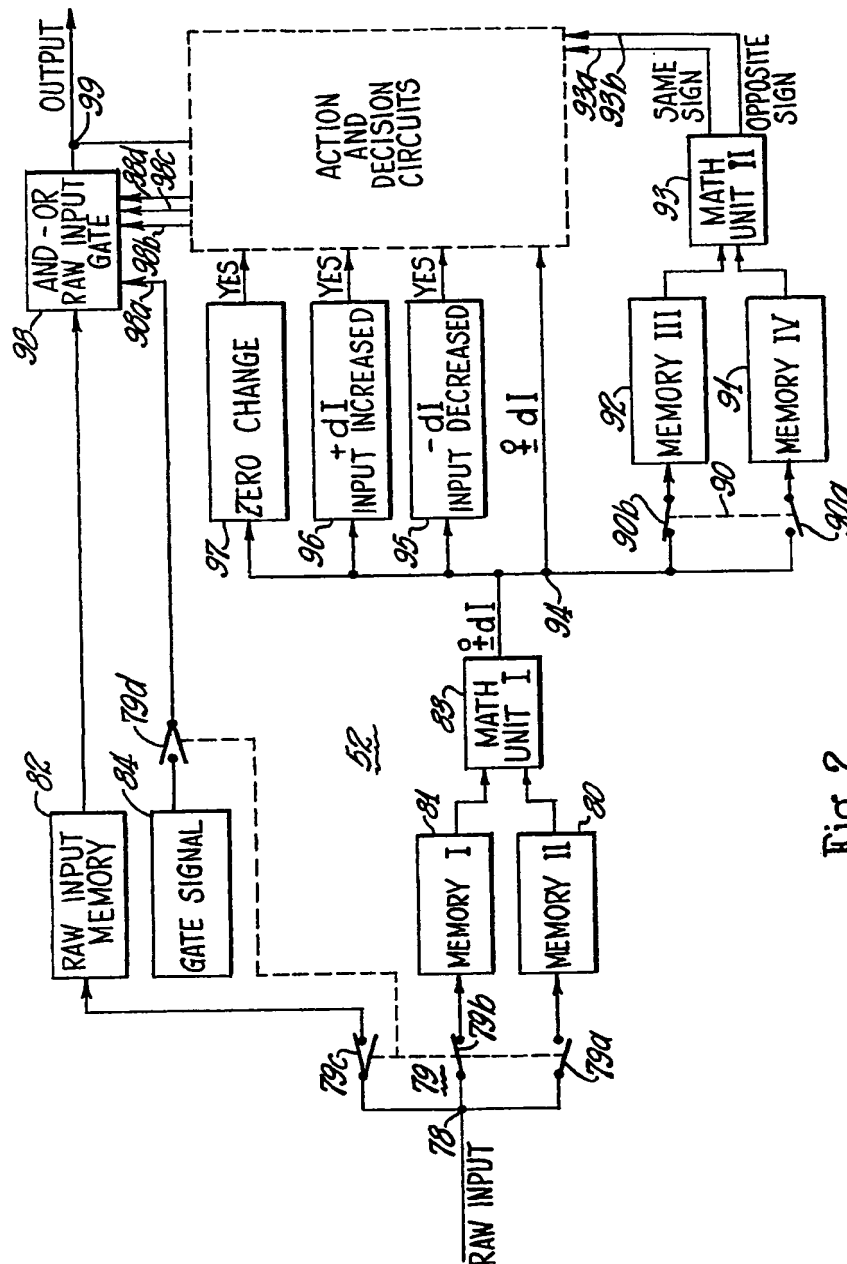 OUTPUT
99
AND-OR
RAW INPUT
GATE
98
98a
98b
98c
98d
ACTION
AND
DECISION
CIRCUITS
93a
93b
SAME
SIGN
OPPOSITE
SIGN
MATH
UNIT II
93
YES
YES
YES
ZERO CHANGE
97
+dI
INPUT INCREASED
96
-dI
INPUT DECREASED
95
dI
MEMORY III
92
MEMORY IV
91
90
90b
90a
94
dI
MATH
UNIT I
83
52
79d
RAW INPUT
MEMORY
82
GATE SIGNAL
84
MEMORY I
81
MEMORY II
80
79c
79
79b
79a
78
RAW INPUT
Fig. 2